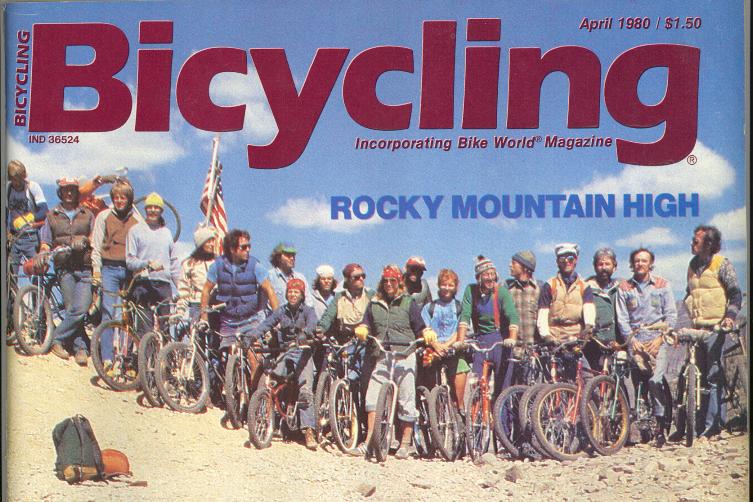 April 1980 / $1.50
BICYCLING
Bicycling
IND 36524
Incorporating Bike World® Magazine
®
ROCKY MOUNTAIN HIGH